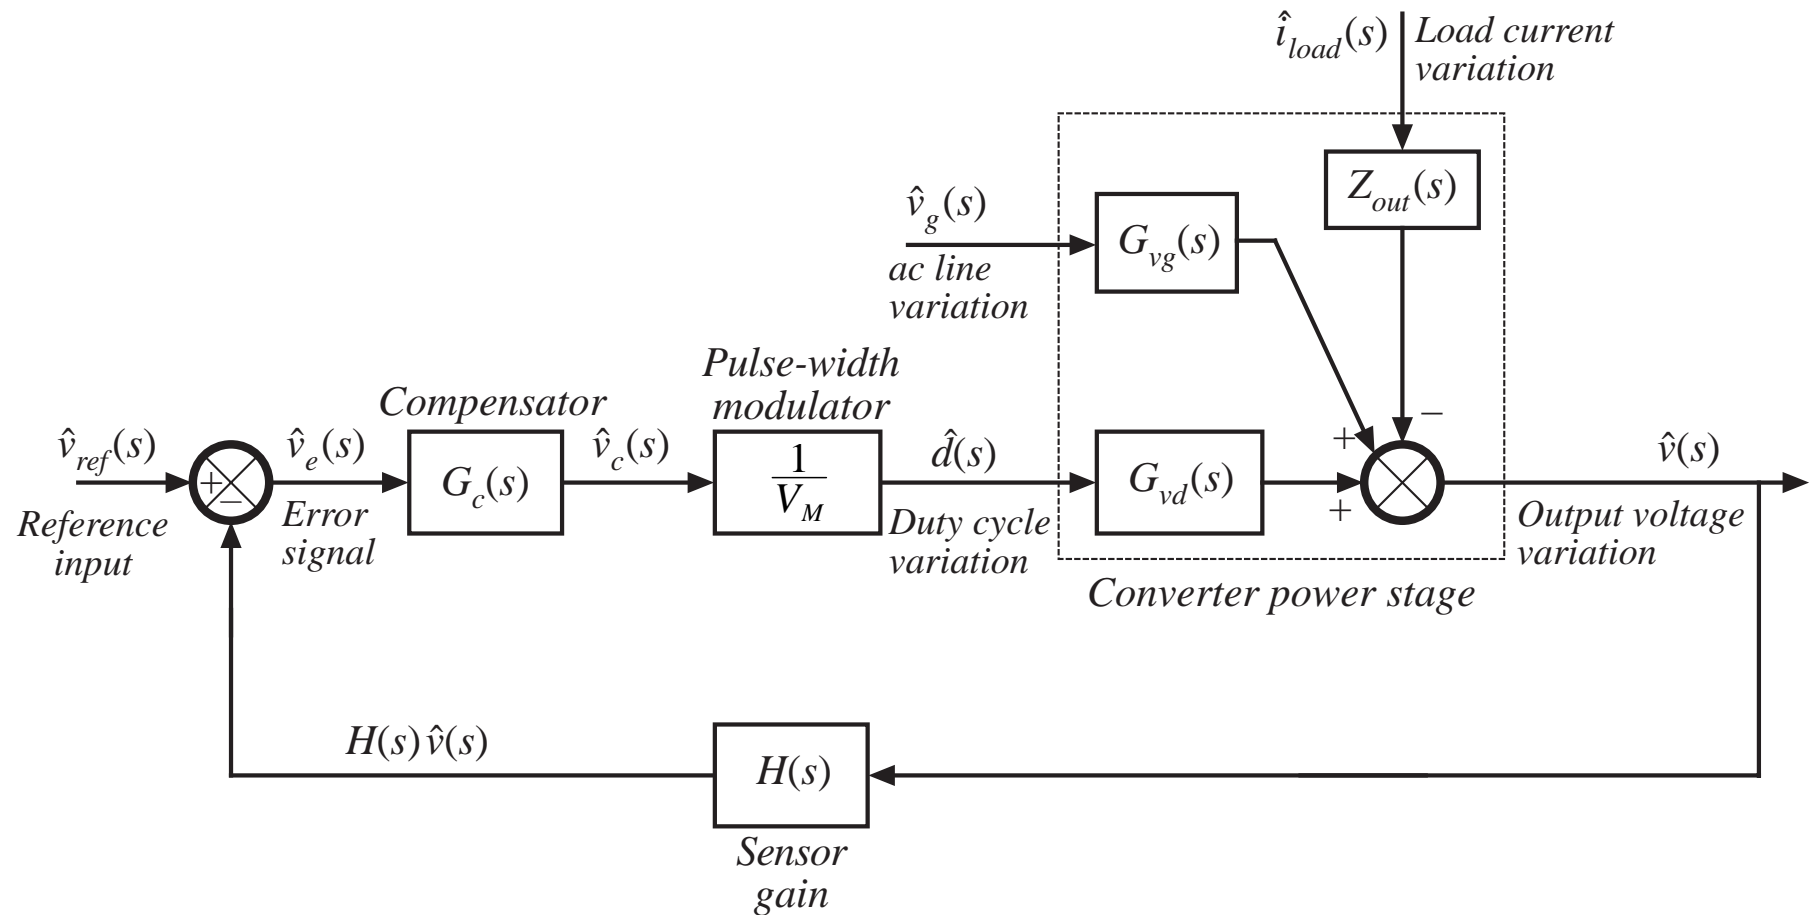 î_load(s)
Load current
variation
Z_out(s)
v̂_g(s)
G_vg(s)
ac line
variation
Pulse-width
modulator
Compensator
v̂_ref(s)
v̂_e(s)
G_c(s)
v̂_c(s)
1
V_M
d̂(s)
G_vd(s)
v̂(s)
+
−
+
+
−
Reference
input
Error
signal
Duty cycle
variation
Output voltage
variation
Converter power stage
H(s) v̂(s)
H(s)
Sensor
gain